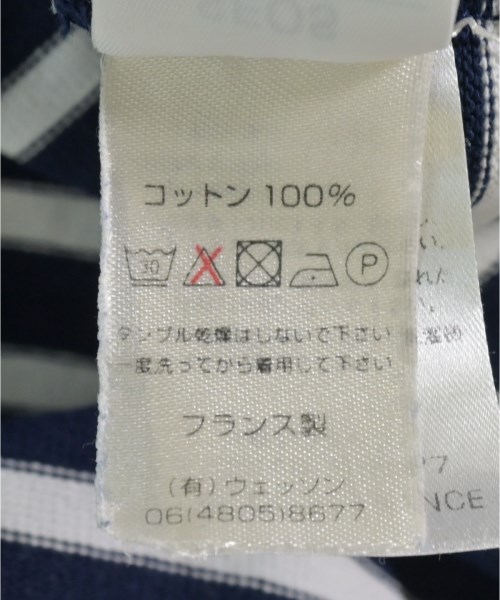 コットン 100%
30
P
タンブル乾燥はしないで下さい
一度洗ってから着用して下さい
フランス製
(有)ウェッソン
06(4805)8677